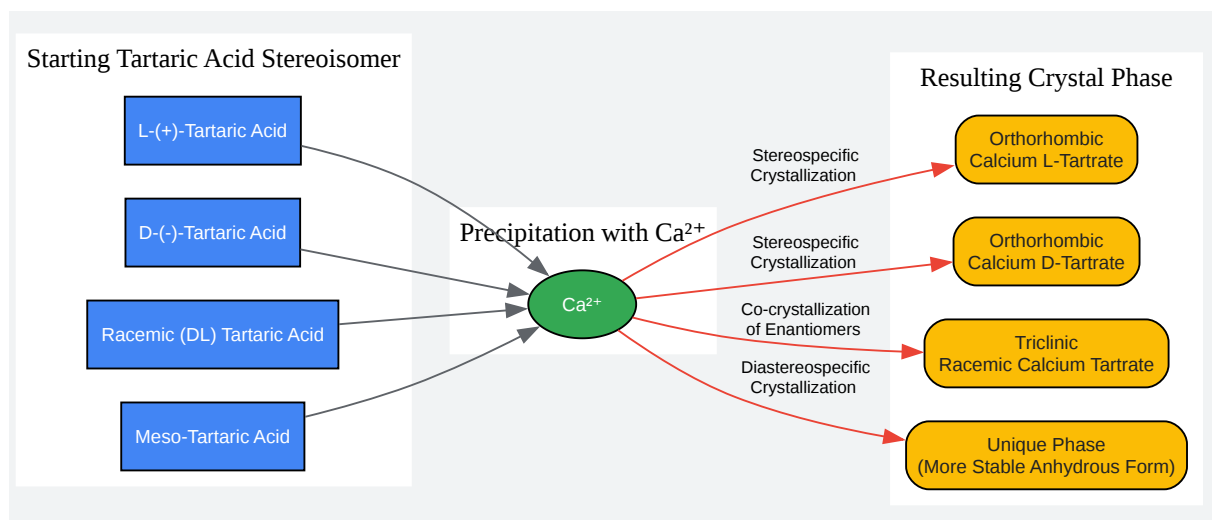 Starting Tartaric Acid Stereoisomer
L-(+)-Tartaric Acid
D-(-)-Tartaric Acid
Racemic (DL) Tartaric Acid
Meso-Tartaric Acid
Precipitation with Ca²⁺
Ca²⁺
Stereospecific
Crystallization
Stereospecific
Crystallization
Co-crystallization
of Enantiomers
Diastereospecific
Crystallization
Resulting Crystal Phase
Orthorhombic
Calcium L-Tartrate
Orthorhombic
Calcium D-Tartrate
Triclinic
Racemic Calcium Tartrate
Unique Phase
(More Stable Anhydrous Form)